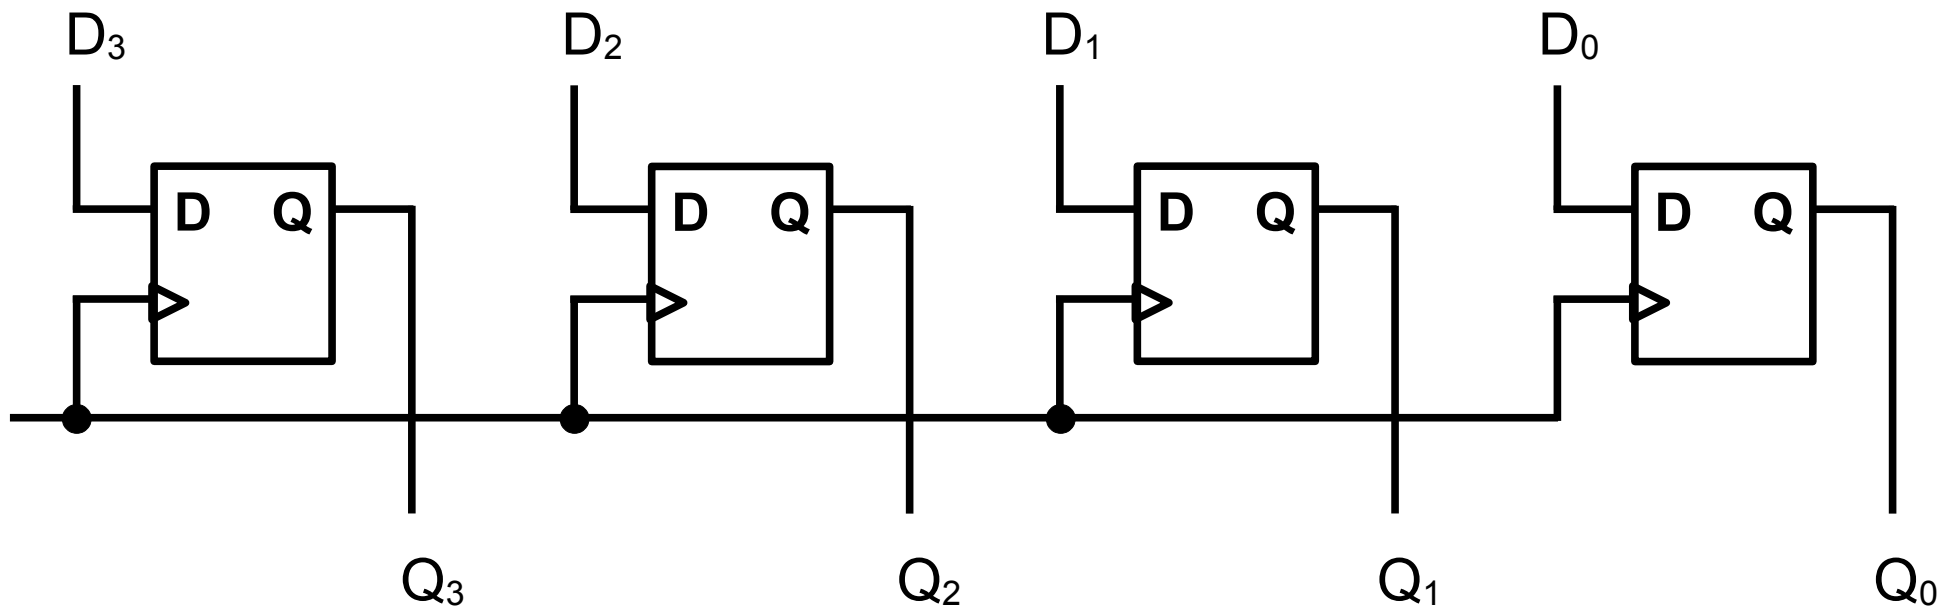 D₃ D₂ D₁ D₀
D Q D Q D Q D Q
Q₃ Q₂ Q₁ Q₀